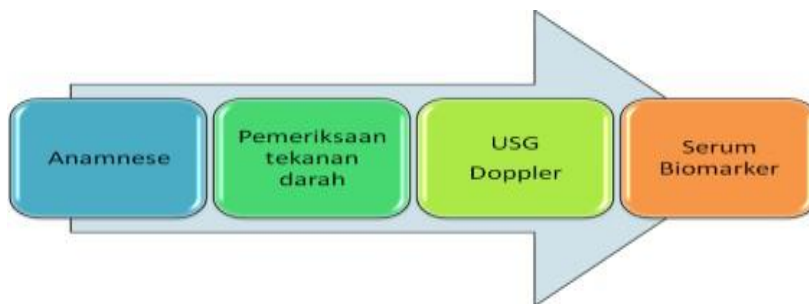 Anamnese
Pemeriksaan
tekanan
darah
USG
Doppler
Serum
Biomarker